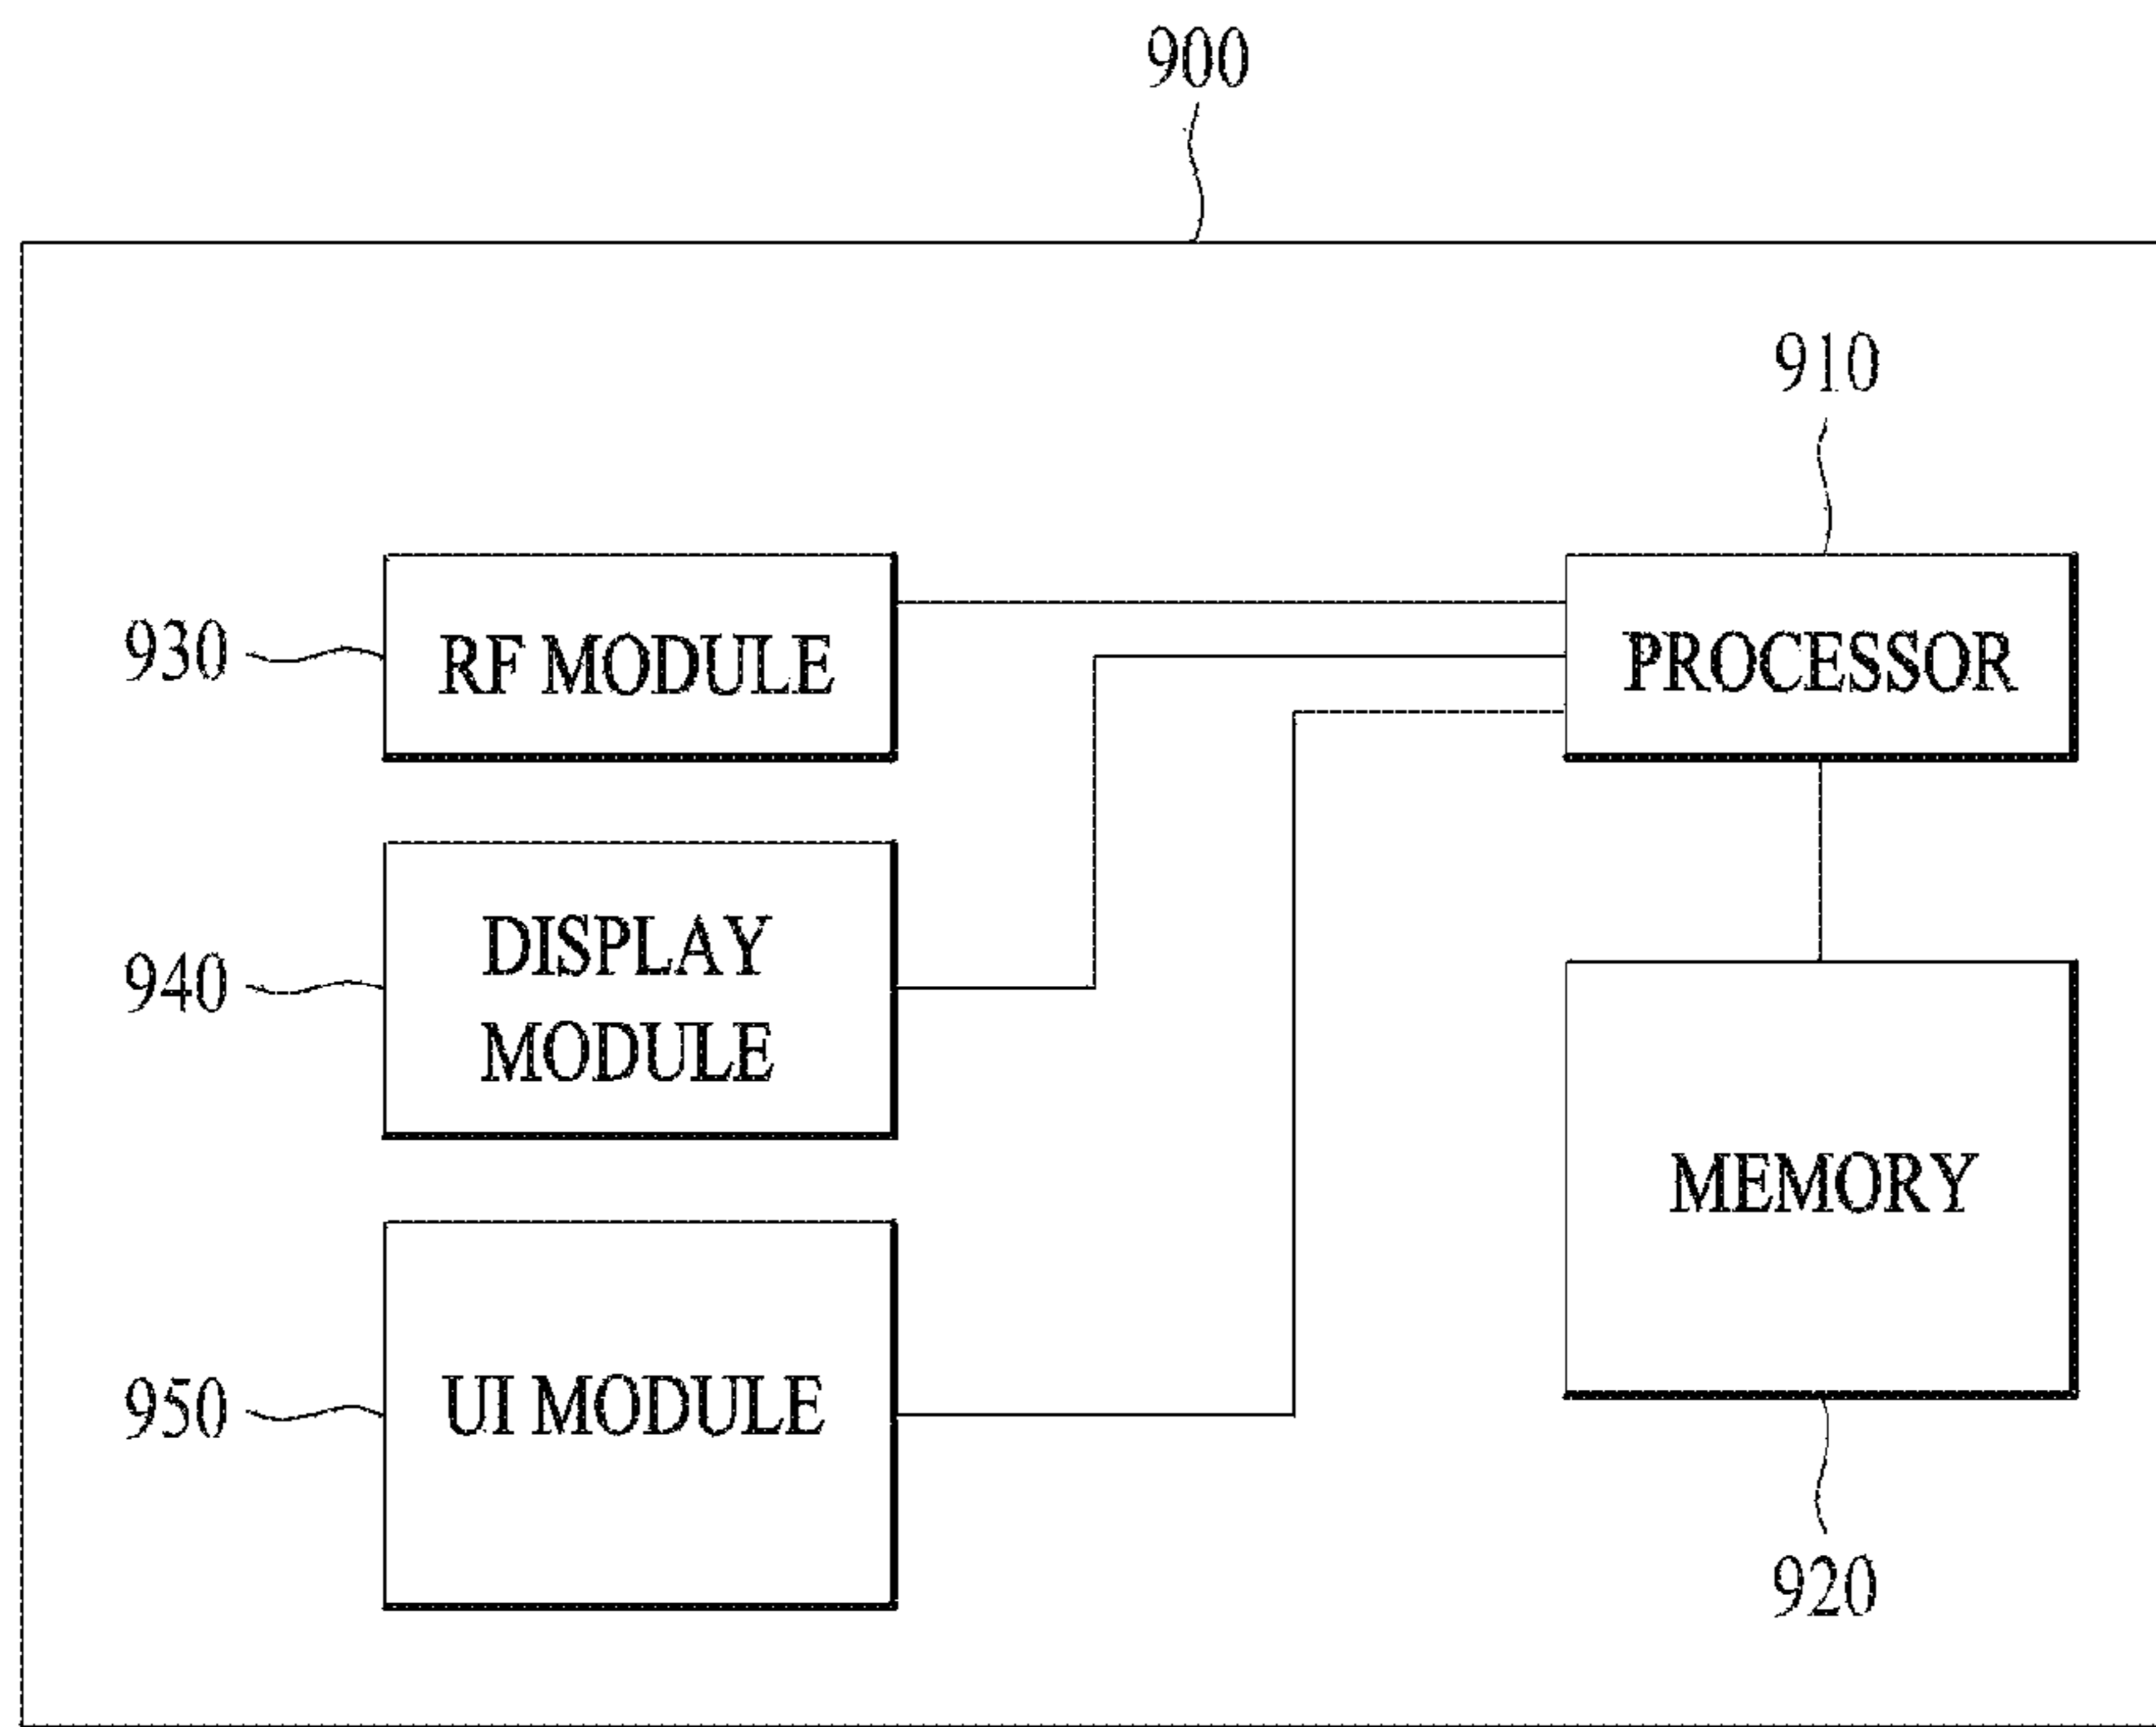 900
910
930
RF MODULE
PROCESSOR
940
DISPLAY
MODULE
MEMORY
950
UI MODULE
920